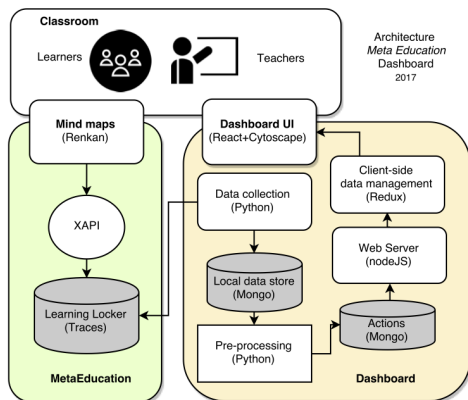 Classroom
Learners
Teachers
Architecture
Meta Education
Dashboard
2017
Mind maps
(Renkan)
Dashboard UI
(React+Cytoscape)
XAPI
Learning Locker
(Traces)
MetaEducation
Data collection
(Python)
Local data store
(Mongo)
Pre-processing
(Python)
Client-side
data management
(Redux)
Web Server
(nodeJS)
Actions
(Mongo)
Dashboard